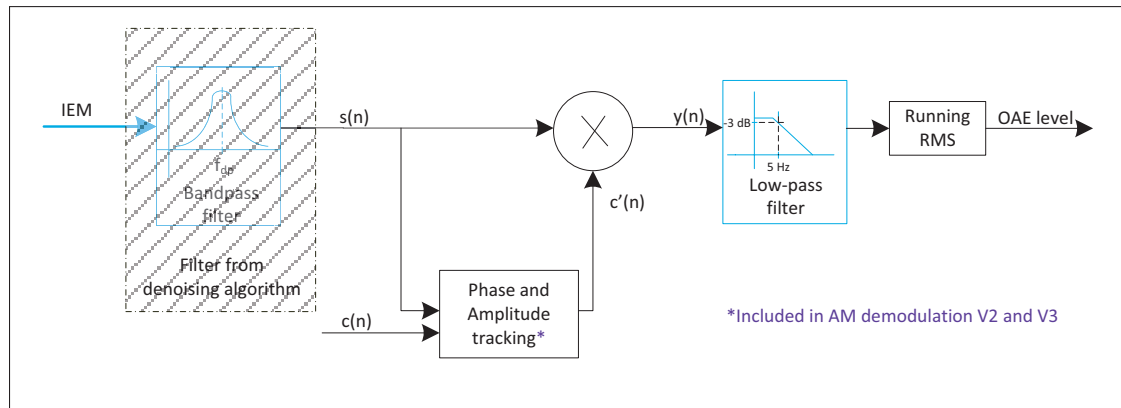 IEM
f_dp
Bandpass
filter
Filter from
denoising algorithm
s(n)
c(n)
Phase and
Amplitude
tracking*
c’(n)
y(n)
-3 dB
5 Hz
Low-pass
filter
Running
RMS
OAE level
*Included in AM demodulation V2 and V3